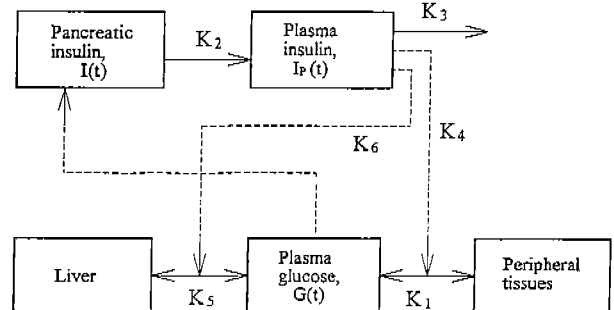 Pancreatic
insulin,
I(t)
K2
Plasma
insulin,
IP(t)
K3
K4
K6
Liver
K5
Plasma
glucose,
G(t)
K1
Peripheral
tissues